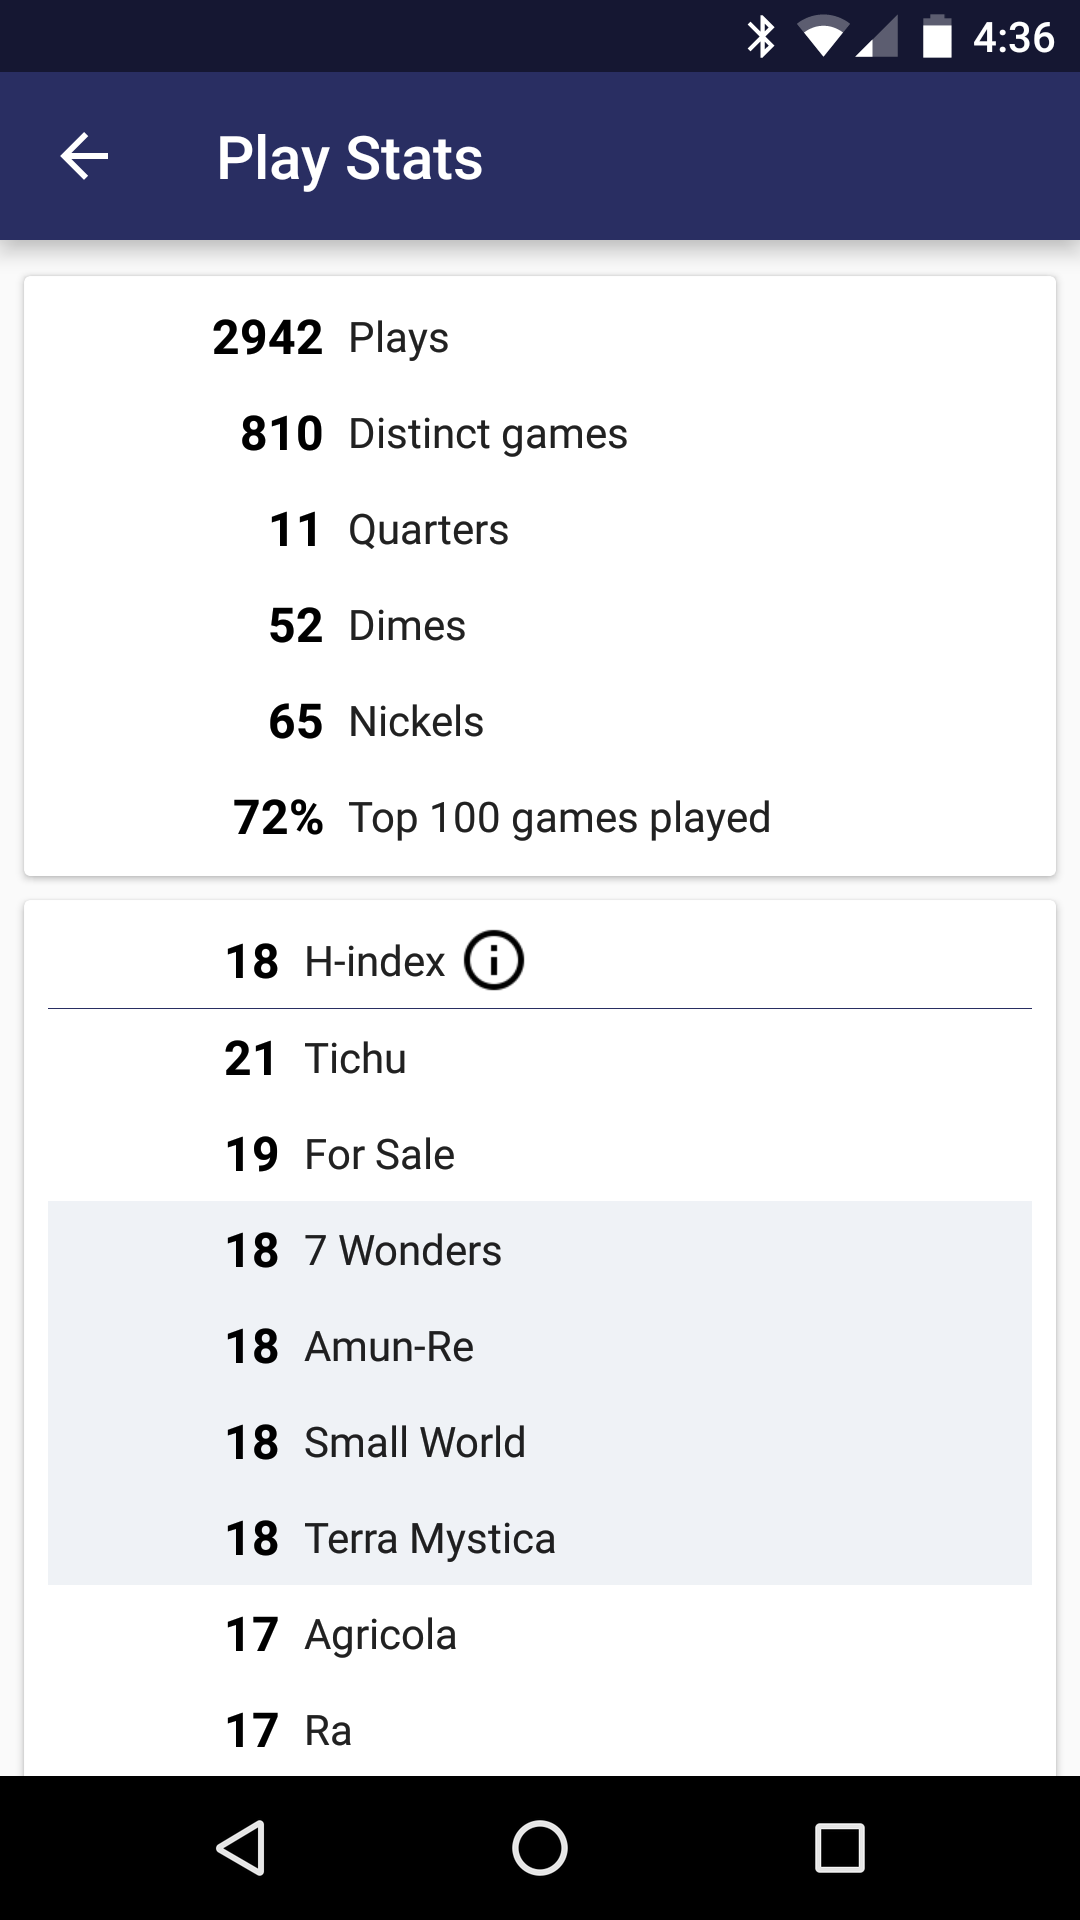 4:36
Play Stats
2942 Plays
810 Distinct games
11 Quarters
52 Dimes
65 Nickels
72% Top 100 games played
18 H-index
21 Tichu
19 For Sale
18 7 Wonders
18 Amun-Re
18 Small World
18 Terra Mystica
17 Agricola
17 Ra